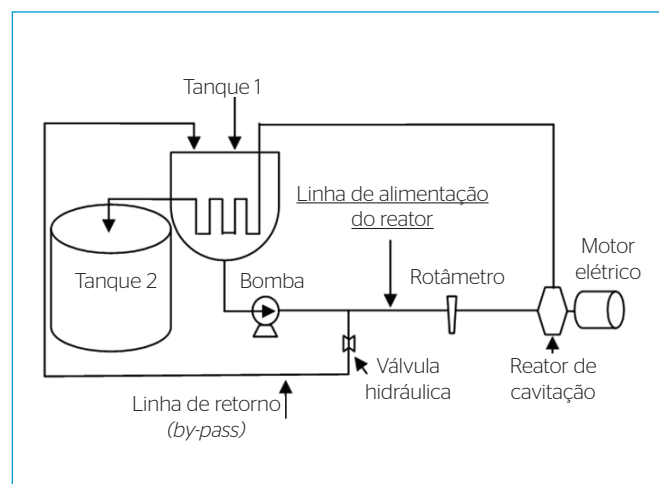 Tanque 1
Linha de alimentação
do reator
Motor
elétrico
Tanque 2
Bomba
Rotâmetro
Válvula
hidráulica
Reator de
cavitação
Linha de retorno
(by-pass)